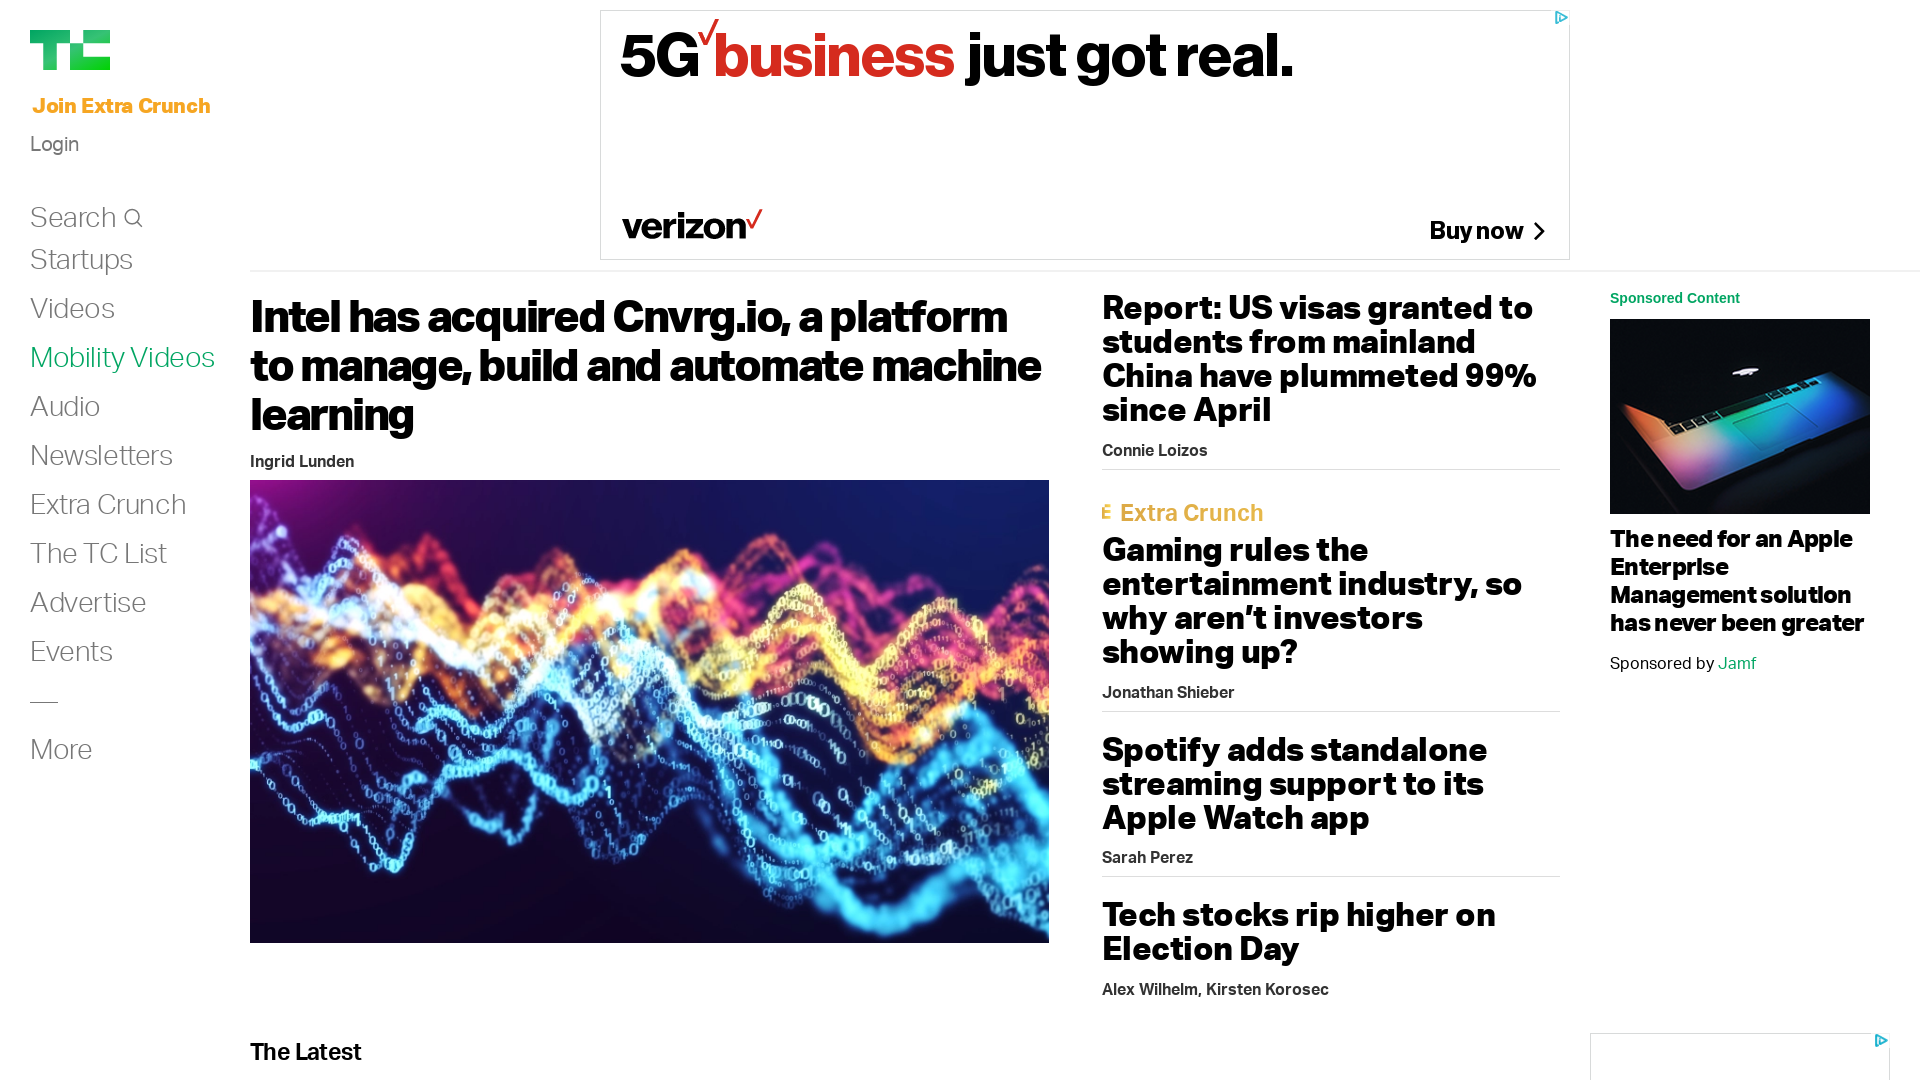 TC
Join Extra Crunch
Login
Search
Startups
Videos
Mobility Videos
Audio
Newsletters
Extra Crunch
The TC List
Advertise
Events
—
More
5G business just got real.
verizon
Buy now
Intel has acquired Cnvrg.io, a platform
to manage, build and automate machine
learning
Ingrid Lunden
Report: US visas granted to
students from mainland
China have plummeted 99%
since April
Connie Loizos
Extra Crunch
Gaming rules the
entertainment industry, so
why aren’t investors
showing up?
Jonathan Shieber
Spotify adds standalone
streaming support to its
Apple Watch app
Sarah Perez
Tech stocks rip higher on
Election Day
Alex Wilhelm, Kirsten Korosec
Sponsored Content
The need for an Apple
Enterprise
Management solution
has never been greater
Sponsored by Jamf
The Latest